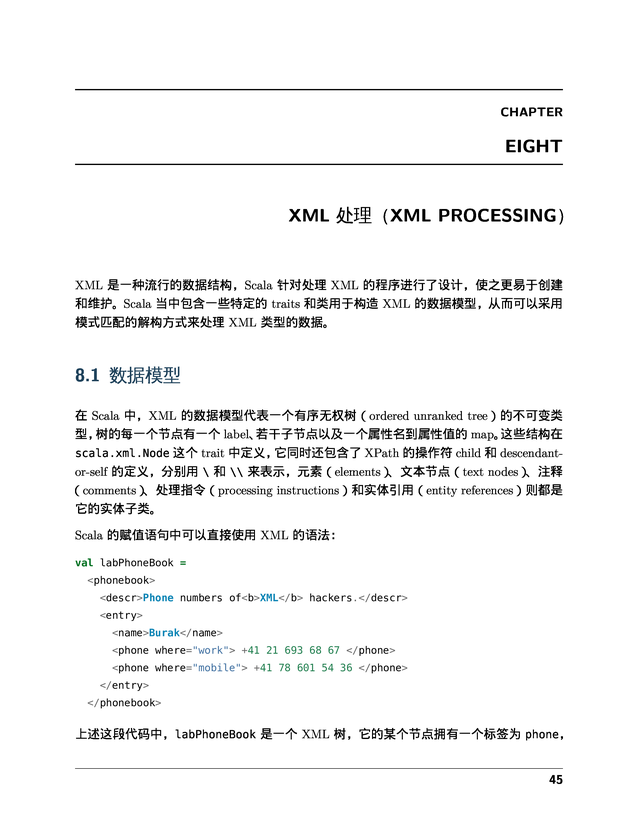 CHAPTER
EIGHT
XML 处理（XML PROCESSING）
XML 是一种流行的数据结构，Scala 针对处理 XML 的程序进行了设计，使之更易于创建
和维护。Scala 当中包含一些特定的 traits 和类用于构造 XML 的数据模型，从而可以采用
模式匹配的解构方式来处理 XML 类型的数据。
8.1 数据模型
在 Scala 中，XML 的数据模型代表一个有序无权树（ordered unranked tree）的不可变类
型，树的每一个节点有一个 label、若干子节点以及一个属性名到属性值的 map。这些结构在
scala.xml.Node 这个 trait 中定义，它同时还包含了 XPath 的操作符 child 和 descendant-
or-self 的定义，分别用 \ 和 \\ 来表示，元素（elements）、文本节点（text nodes）、注释
（comments）、处理指令（processing instructions）和实体引用（entity references）则都是
它的实体子类。
Scala 的赋值语句中可以直接使用 XML 的语法：
val labPhoneBook =
  <phonebook>
    <descr>Phone numbers of<b>XML</b> hackers.</descr>
    <entry>
      <name>Burak</name>
      <phone where="work"> +41 21 693 68 67 </phone>
      <phone where="mobile"> +41 78 601 54 36 </phone>
    </entry>
  </phonebook>
上述这段代码中，labPhoneBook 是一个 XML 树，它的某个节点拥有一个标签为 phone，
45